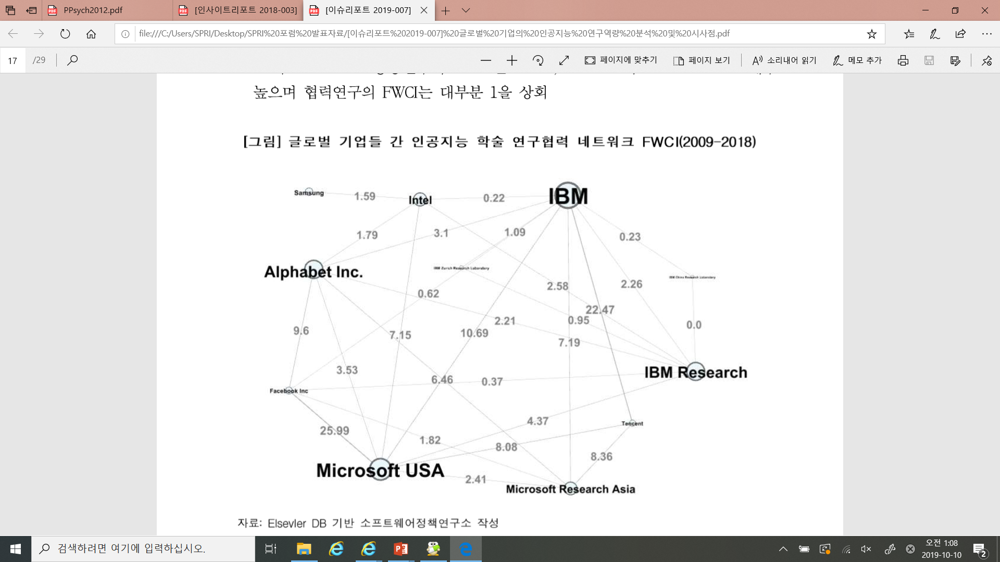 PPsych2012.pdf
[인사이트리포트 2018-003]
[이슈리포트 2019-007]
file:///C:/Users/SPRI/Desktop/SPRI%20포럼%20발표자료/[이슈리포트%202019-007]%20글로벌%20기업의%20인공지능%20연구역량%20분석%20및%20시사점.pdf
17 /29
페이지에 맞추기
페이지 보기
소리내어 읽기
메모 추가
높으며 협력연구의 FWCI는 대부분 1을 상회
[그림] 글로벌 기업들 간 인공지능 학술 연구협력 네트워크 FWCI(2009-2018)
Samsung
1.59
Intel
0.22
IBM
1.79
3.1
1.09
0.23
Alphabet Inc.
IBM Zurich Research Laboratory
IBM China Research Laboratory
0.62
2.58
2.26
22.47
2.21
0.95
0.0
9.6
7.15
10.69
7.19
3.53
6.46
0.37
IBM Research
Facebook Inc
25.99
1.82
4.37
8.08
Tencent
8.36
Microsoft USA
2.41
Microsoft Research Asia
자료: Elsevier DB 기반 소프트웨어정책연구소 작성
검색하려면 여기에 입력하십시오.
오전 1:08
2019-10-10
2